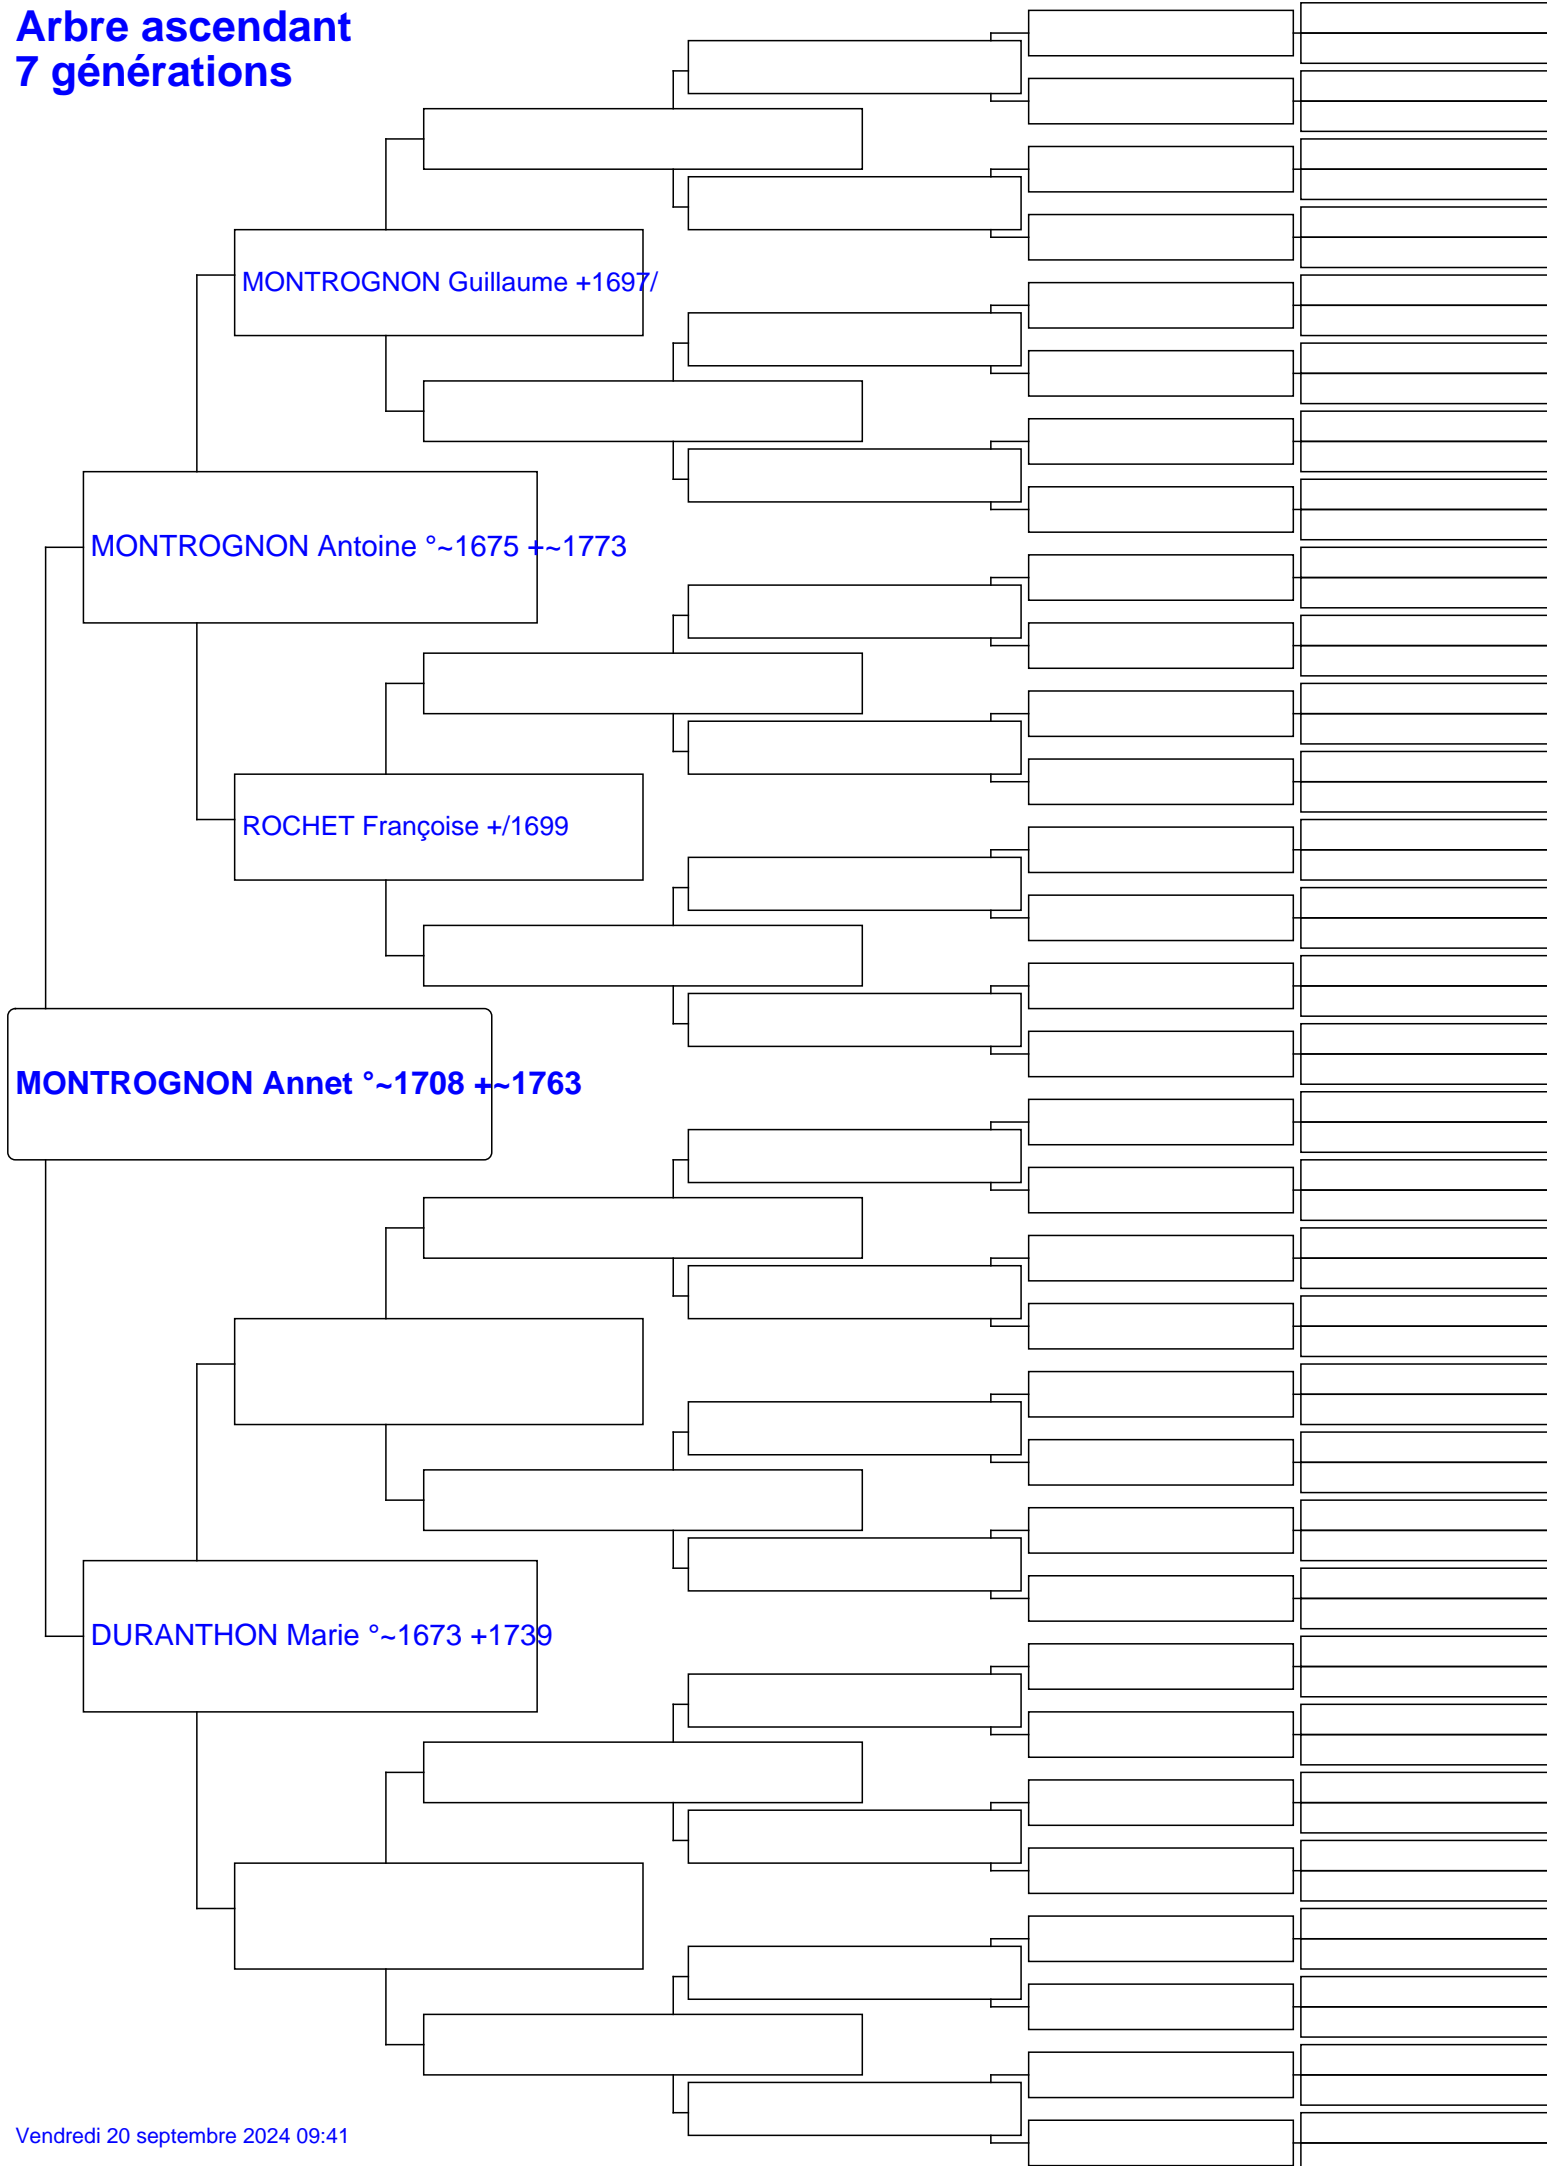 Arbre ascendant
7 générations
MONTROGNON Guillaume +1697/
MONTROGNON Antoine °~1675 +~1773
ROCHET Françoise +/1699
MONTROGNON Annet °~1708 +~1763
DURANTHON Marie °~1673 +1739
Vendredi 20 septembre 2024 09:41